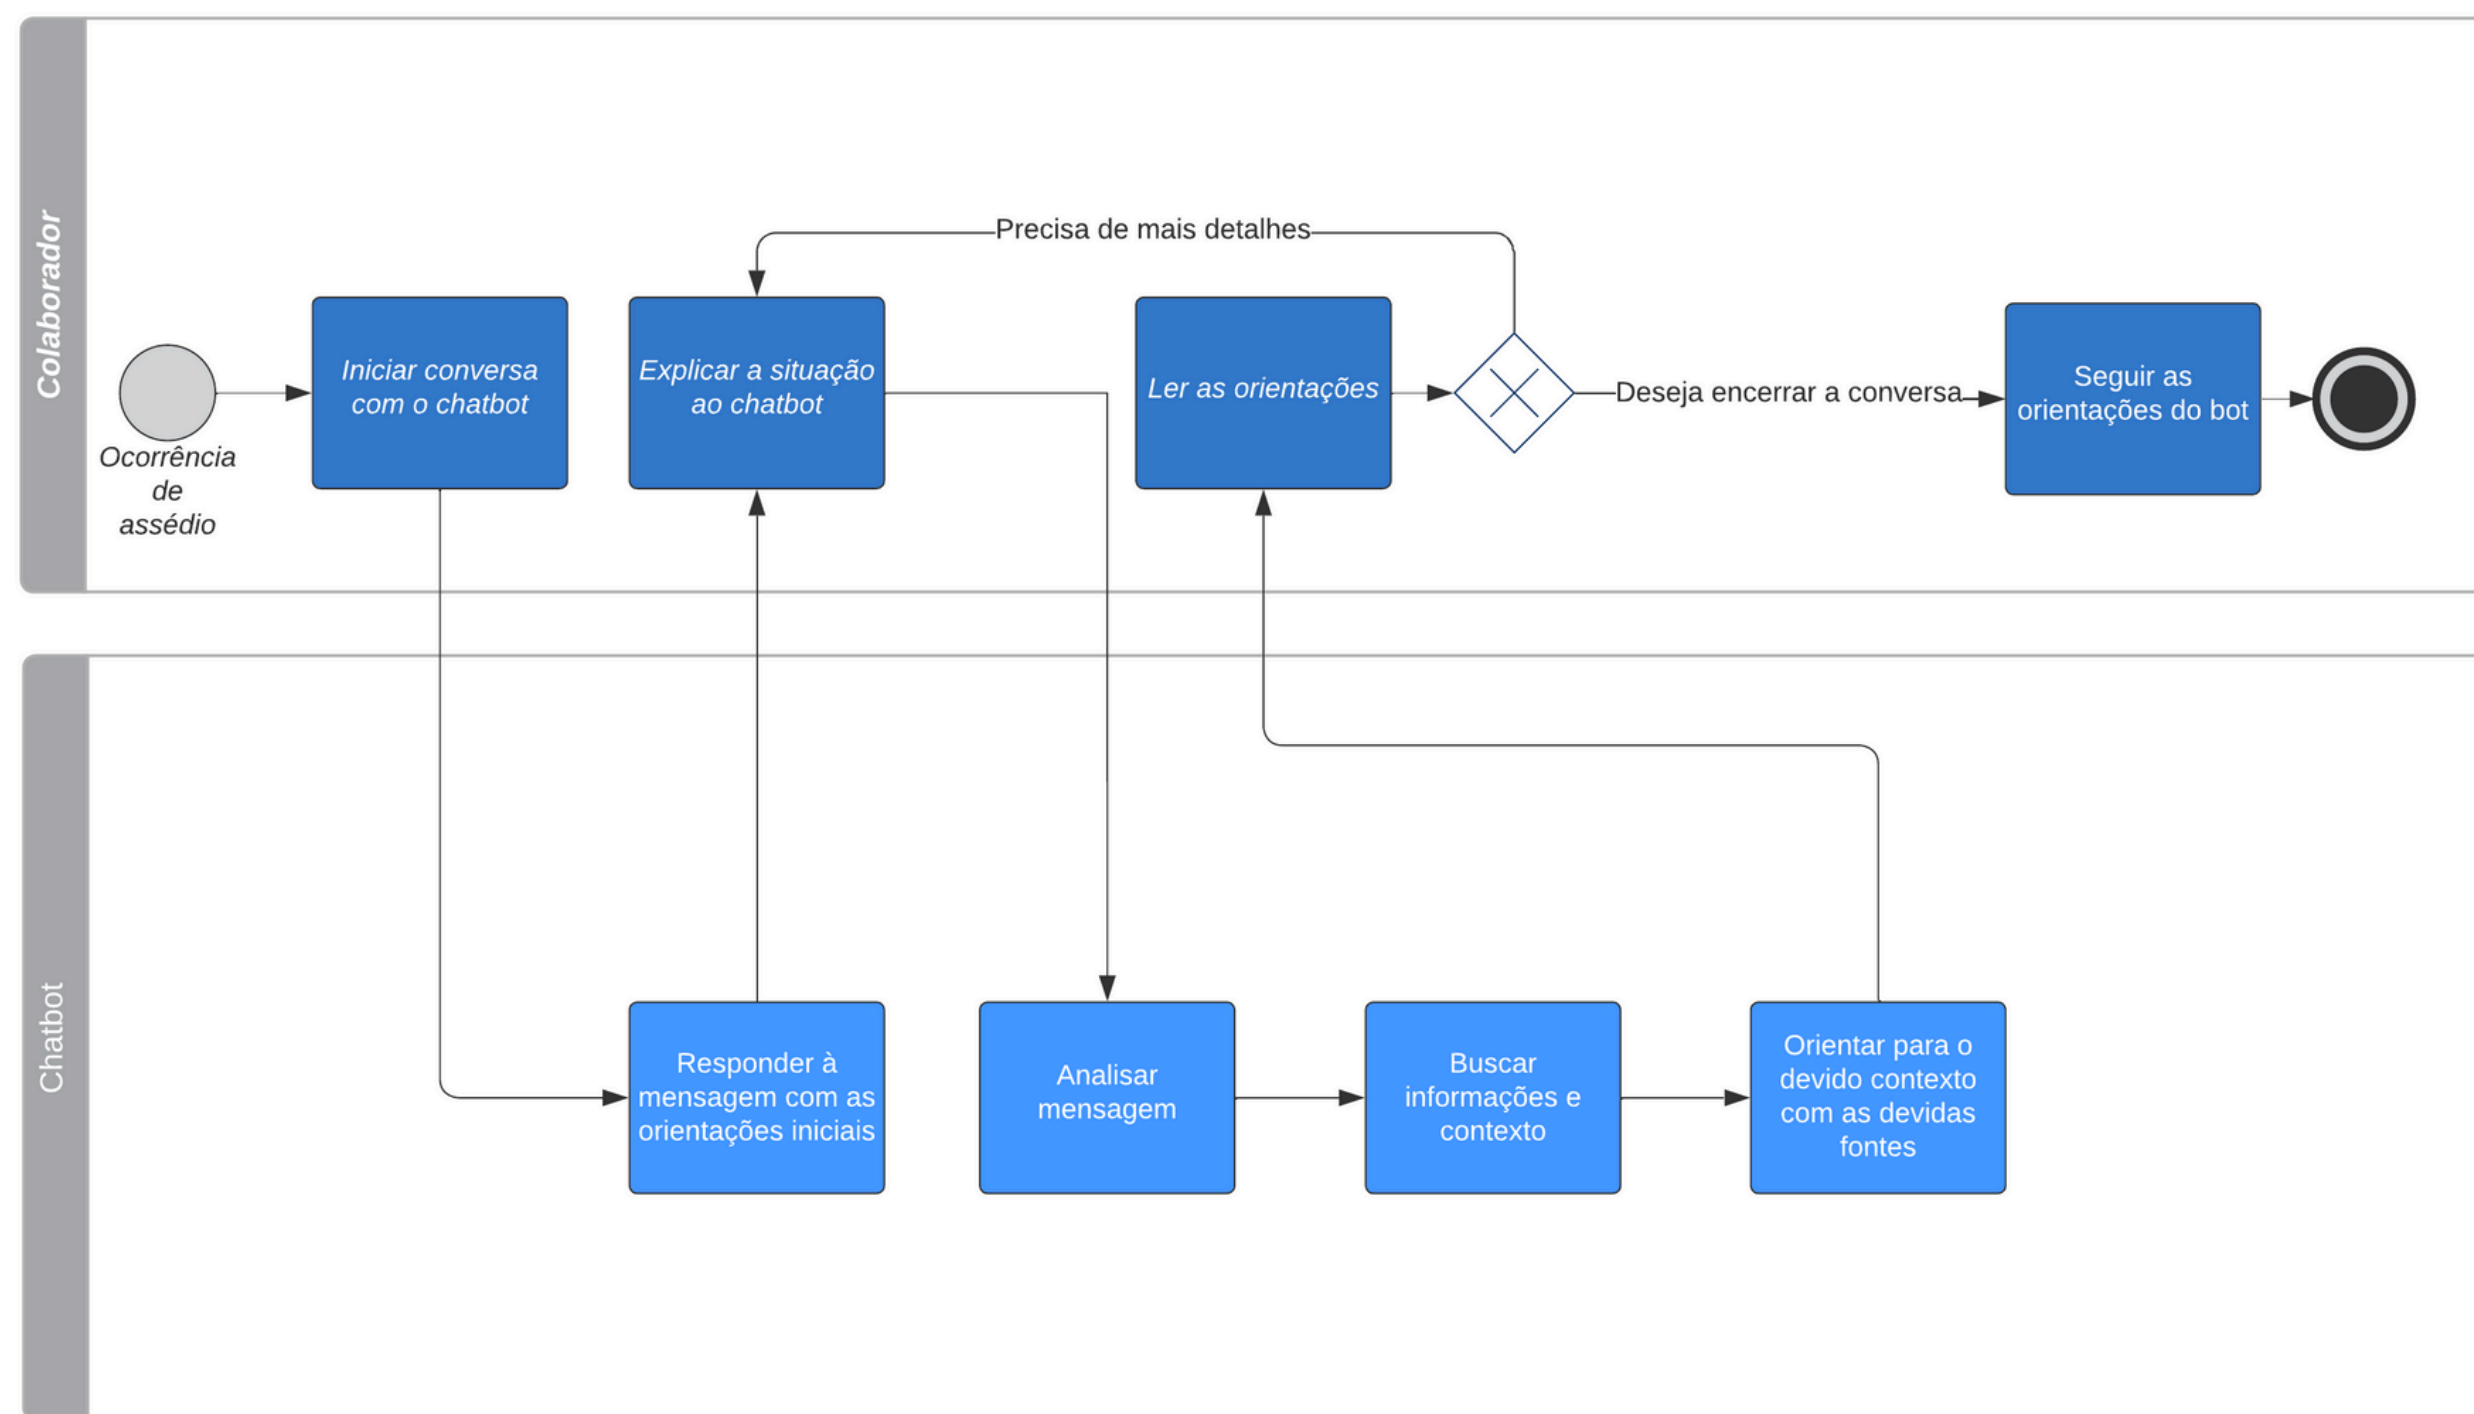 Colaborador
Precisa de mais detalhes
Ocorrência
de
assédio
Iniciar conversa
com o chatbot
Explicar a situação
ao chatbot
Ler as orientações
Deseja encerrar a conversa
Seguir as
orientações do bot
Chatbot
Responder à
mensagem com as
orientações iniciais
Analisar
mensagem
Buscar
informações e
contexto
Orientar para o
devido contexto
com as devidas
fontes